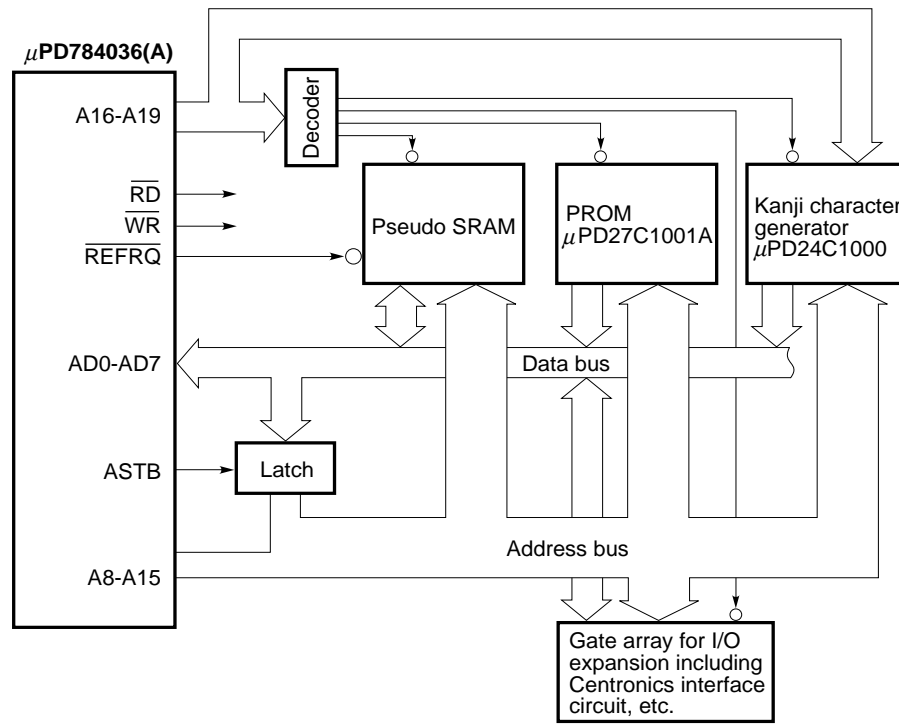 μPD784036(A)
A16-A19
Decoder
RD
WR
REFRQ
Pseudo SRAM
PROM
μPD27C1001A
Kanji character
generator
μPD24C1000
AD0-AD7
Data bus
ASTB
Latch
Address bus
A8-A15
Gate array for I/O
expansion including
Centronics interface
circuit, etc.